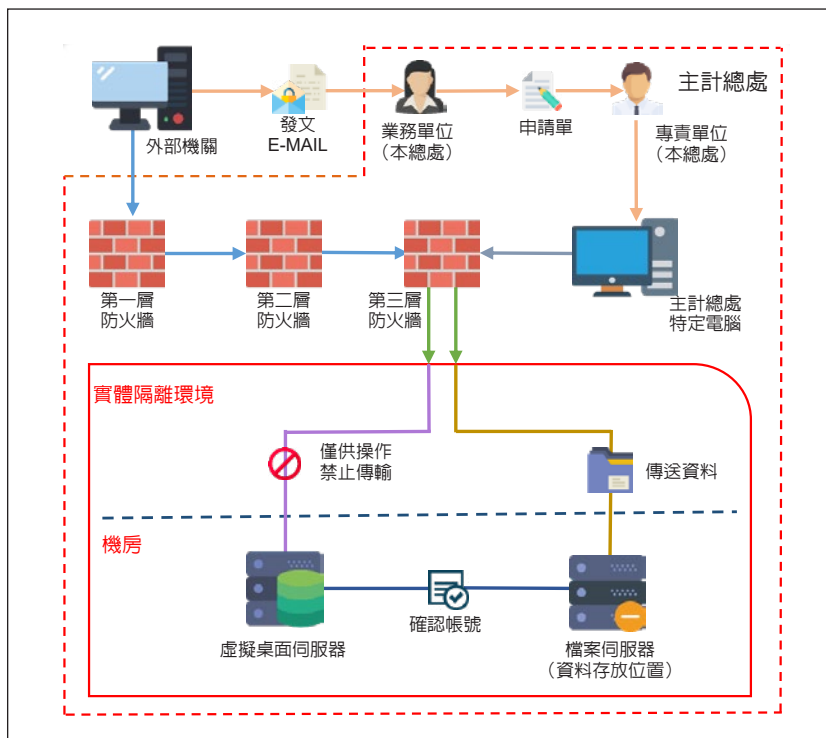 主計總處
外部機關
發文
E-MAIL
業務單位
（本總處）
申請單
專責單位
（本總處）
第一層
防火牆
第二層
防火牆
第三層
防火牆
主計總處
特定電腦
實體隔離環境
僅供操作
禁止傳輸
傳送資料
機房
虛擬桌面伺服器
確認帳號
檔案伺服器
（資料存放位置）